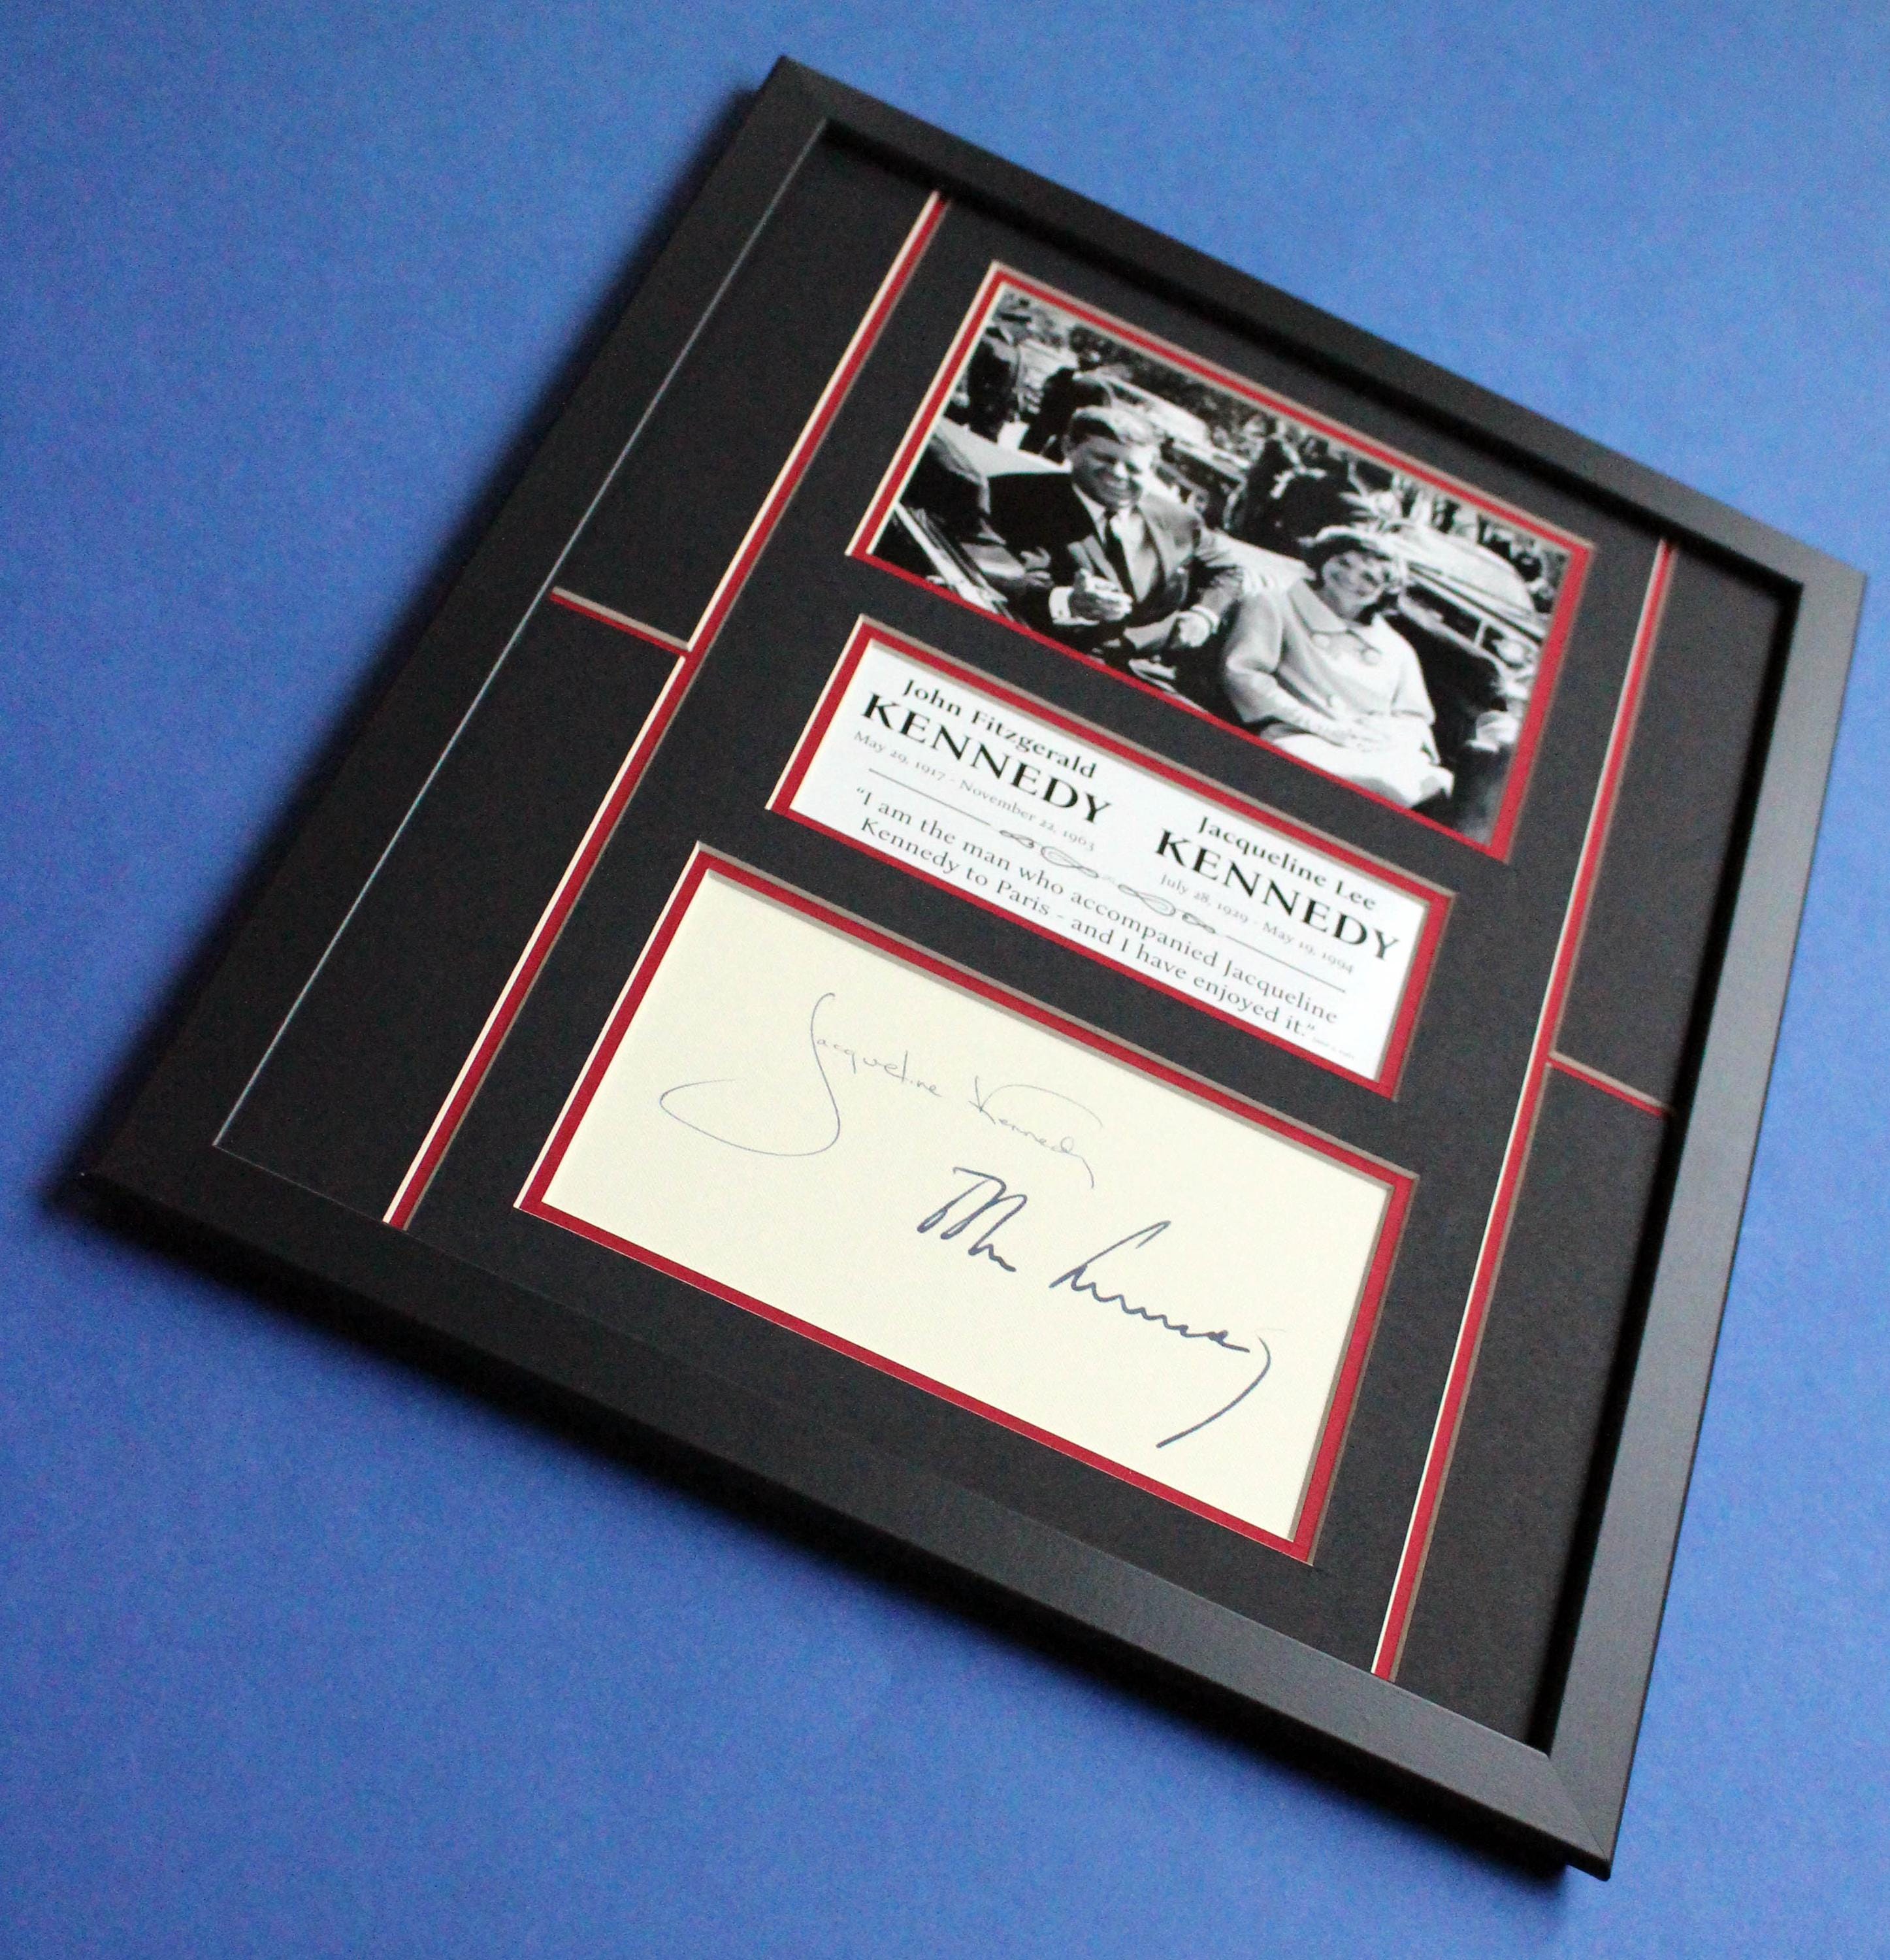 John Fitzgerald
KENNEDY
May 29, 1917 - November 22, 1963
Jacqueline Lee
KENNEDY
July 28, 1929 - May 19, 1994
“I am the man who accompanied Jacqueline
Kennedy to Paris - and I have enjoyed it.”
Jacqueline Kennedy